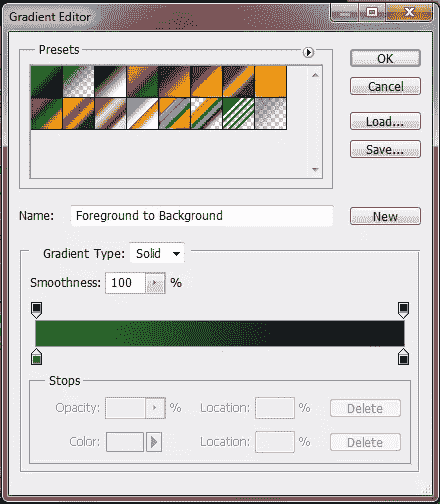 Gradient Editor
Presets
OK
Cancel
Load...
Save...
Name: Foreground to Background
New
Gradient Type: Solid
Smoothness: 100 %
Stops
Opacity: % Location: % Delete
Color: Location: % Delete